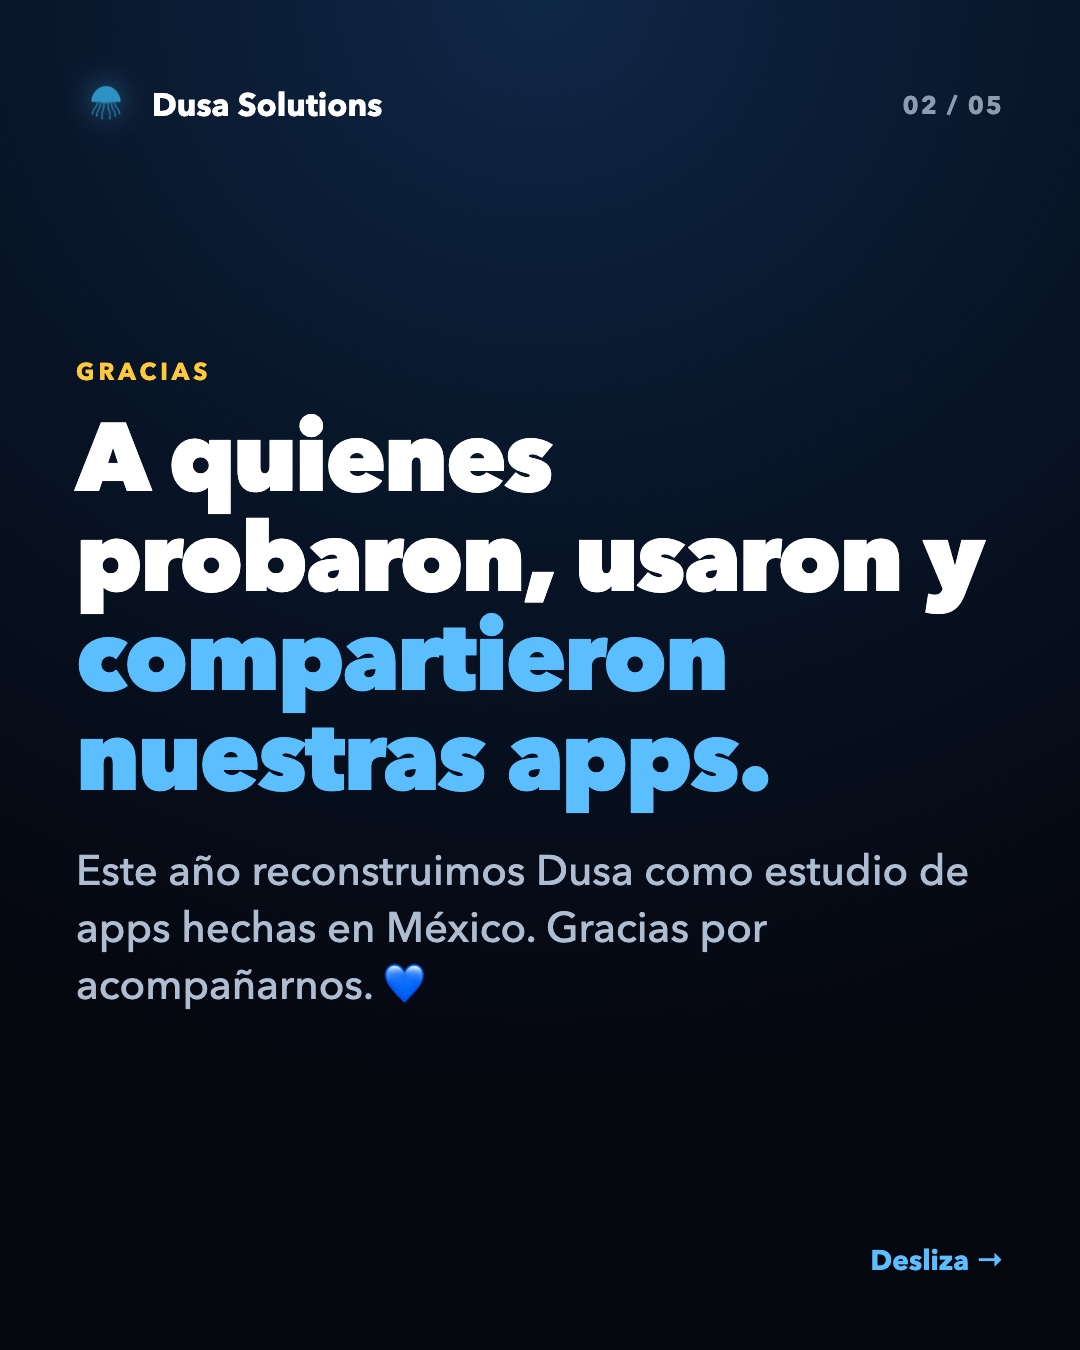 Dusa Solutions
02 / 05
GRACIAS
A quienes
probaron, usaron y
compartieron
nuestras apps.
Este año reconstruimos Dusa como estudio de
apps hechas en México. Gracias por
acompañarnos. 💙
Desliza →